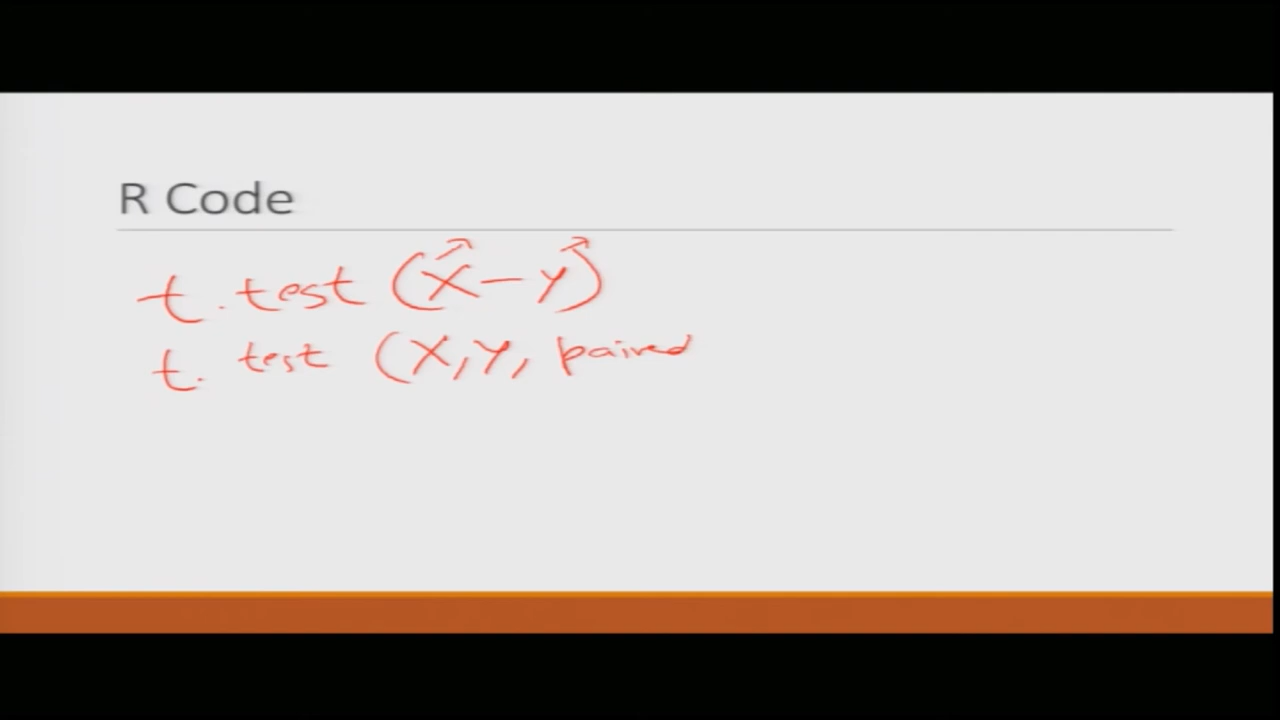 R Code
t.test (X⃗-Y⃗)
t.test (X,Y, paired